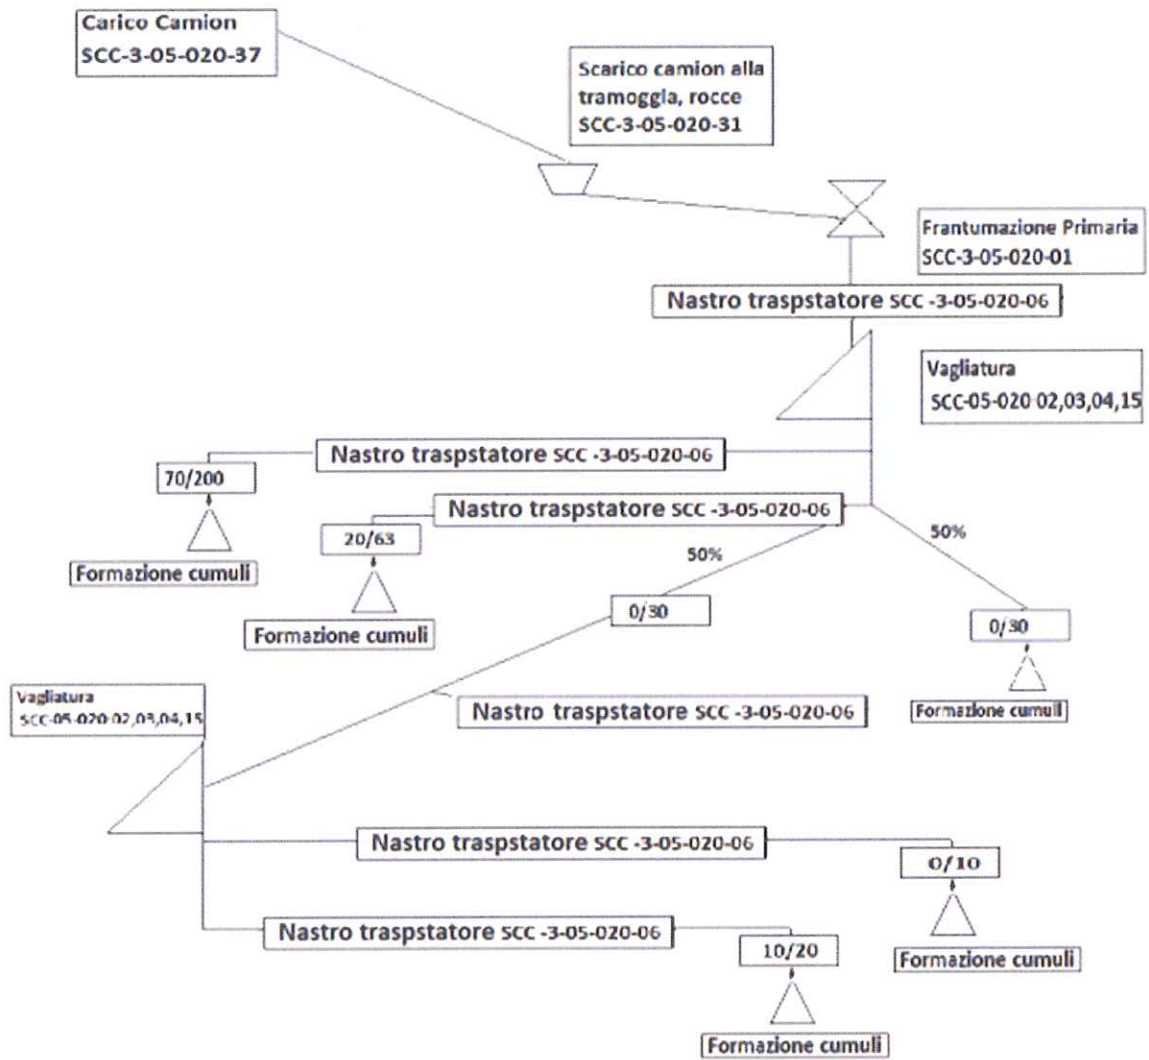 Carico Camion
SCC-3-05-020-37
Scarico camion alla
tramoggia, rocce
SCC-3-05-020-31
Frantumazione Primaria
SCC-3-05-020-01
Nastro traspstatore SCC -3-05-020-06
Vagliatura
SCC-05-020-02,03,04,15
Nastro traspstatore SCC -3-05-020-06
70/200
Formazione cumuli
Nastro traspstatore SCC -3-05-020-06
20/63
Formazione cumuli
50%
50%
0/30
0/30
Formazione cumuli
Nastro traspstatore SCC -3-05-020-06
Vagliatura
SCC-05-020-02,03,04,15
Nastro traspstatore SCC -3-05-020-06
0/10
Formazione cumuli
Nastro traspstatore SCC -3-05-020-06
10/20
Formazione cumuli